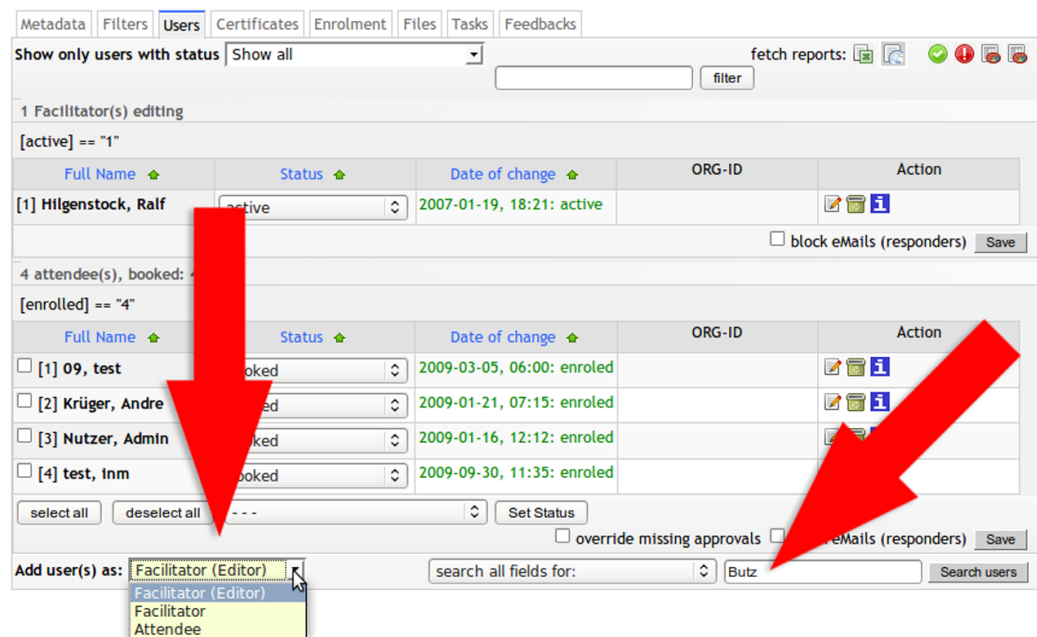 Metadata Filters Users Certificates Enrolment Files Tasks Feedbacks
Show only users with status Show all fetch reports:
filter
1 Facilitator(s) editing
[active] == "1"
Full Name Status Date of change ORG-ID Action
[1] Hilgenstock, Ralf active 2007-01-19, 18:21: active
block eMails (responders) Save
4 attendee(s), booked:
[enrolled] == "4"
Full Name Status Date of change ORG-ID Action
[1] 09, test 2009-03-05, 06:00: enroled
[2] Krüger, Andre 2009-01-21, 07:15: enroled
[3] Nutzer, Admin 2009-01-16, 12:12: enroled
[4] test, inm 2009-09-30, 11:35: enroled
select all deselect all - - - Set Status
override missing approvals eMails (responders) Save
Add user(s) as: Facilitator (Editor) search all fields for: Butz Search users
Facilitator (Editor)
Facilitator
Attendee